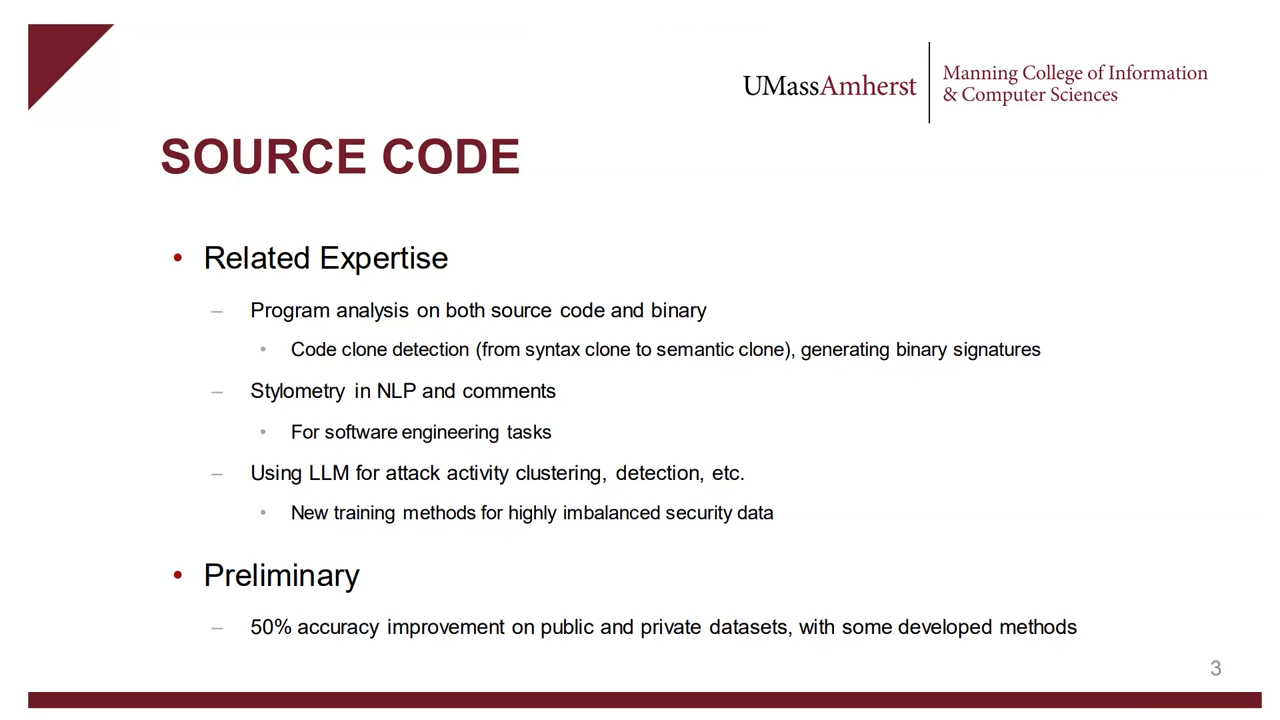 UMassAmherst
Manning College of Information
& Computer Sciences
SOURCE CODE
• Related Expertise
– Program analysis on both source code and binary
• Code clone detection (from syntax clone to semantic clone), generating binary signatures
– Stylometry in NLP and comments
• For software engineering tasks
– Using LLM for attack activity clustering, detection, etc.
• New training methods for highly imbalanced security data
• Preliminary
– 50% accuracy improvement on public and private datasets, with some developed methods
3